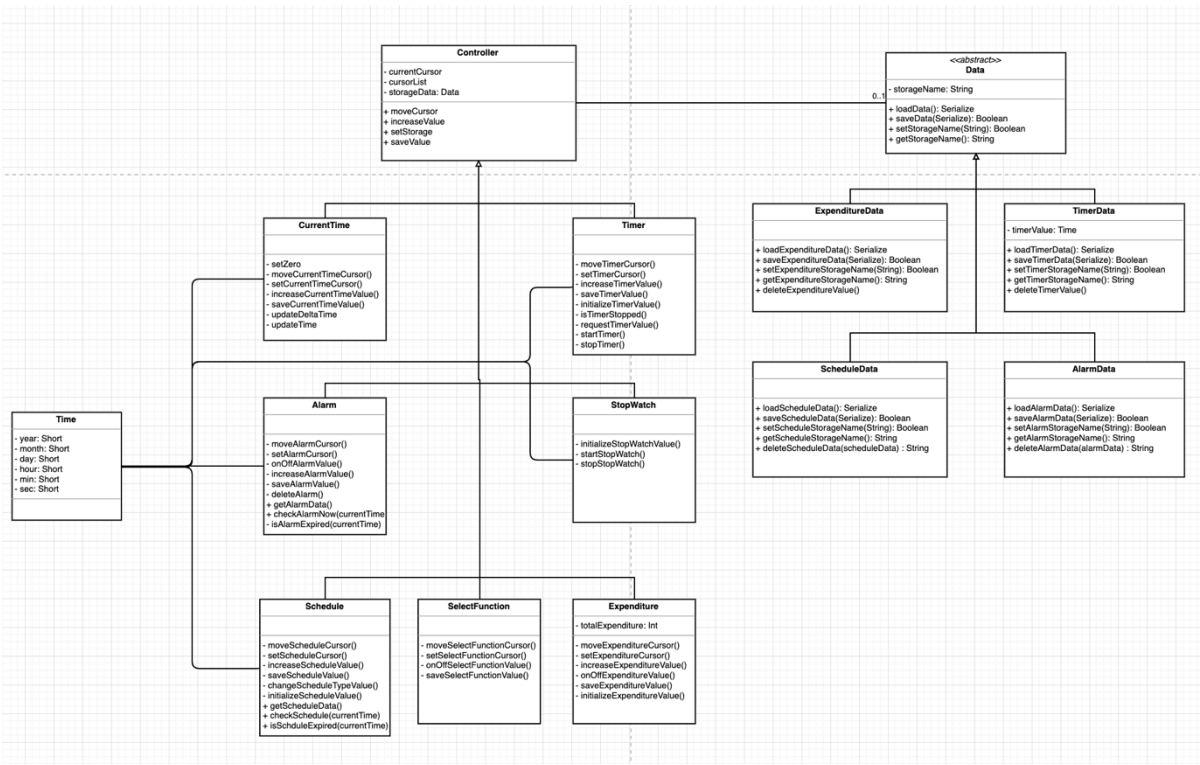 Controller
- currentCursor
- cursorList
- storageData: Data
+ moveCursor
+ increaseValue
+ setStorage
+ saveValue
0..1
<<abstract>>
Data
- storageName: String
+ loadData(): Serialize
+ saveData(Serialize): Boolean
+ setStorageName(String): Boolean
+ getStorageName(): String
CurrentTime
- setZero
- moveCurrentTimeCursor()
- setCurrentTimeCursor()
- increaseCurrentTimeValue()
- saveCurrentTimeValue()
- updateDeltaTime
- updateTime
Timer
- moveTimerCursor()
- setTimerCursor()
- increaseTimerValue()
- saveTimerValue()
- initializeTimerValue()
- isTimerStopped()
- requestTimerValue()
- startTimer()
- stopTimer()
ExpenditureData
+ loadExpenditureData(): Serialize
+ saveExpenditureData(Serialize): Boolean
+ setExpenditureStorageName(String): Boolean
+ getExpenditureStorageName(): String
+ deleteExpenditureValue()
TimerData
- timerValue: Time
+ loadTimerData(): Serialize
+ saveTimerData(Serialize): Boolean
+ setTimerStorageName(String): Boolean
+ getTimerStorageName(): String
+ deleteTimerValue()
Time
- year: Short
- month: Short
- day: Short
- hour: Short
- min: Short
- sec: Short
Alarm
- moveAlarmCursor()
- setAlarmCursor()
- onOffAlarmValue()
- increaseAlarmValue()
- saveAlarmValue()
- deleteAlarm()
+ getAlarmData()
+ checkAlarmNow(currentTime
- isAlarmExpired(currentTime)
StopWatch
- initializeStopWatchValue()
- startStopWatch()
- stopStopWatch()
ScheduleData
+ loadScheduleData(): Serialize
+ saveScheduleData(Serialize): Boolean
+ setScheduleStorageName(String): Boolean
+ getScheduleStorageName(): String
+ deleteScheduleData(scheduleData) : String
AlarmData
+ loadAlarmData(): Serialize
+ saveAlarmData(Serialize): Boolean
+ setAlarmStorageName(String): Boolean
+ getAlarmStorageName(): String
+ deleteAlarmData(alarmData) : String
Schedule
- moveScheduleCursor()
- setScheduleCursor()
- increaseScheduleValue()
- saveScheduleValue()
- changeScheduleTypeValue()
- initializeScheduleValue()
+ getScheduleData()
+ checkSchedule(currentTime)
+ isSchduleExpired(currentTime)
SelectFunction
- moveSelectFunctionCursor()
- setSelectFunctionCursor()
- onOffSelectFunctionValue()
- saveSelectFunctionValue()
Expenditure
- totalExpenditure: Int
- moveExpenditureCursor()
- setExpenditureCursor()
- increaseExpenditureValue()
- onOffExpenditureValue()
- saveExpenditureValue()
- initializeExpenditureValue()